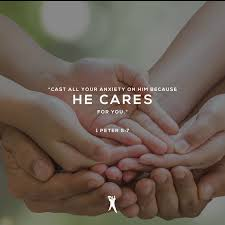 "CAST ALL YOUR ANXIETY ON HIM BECAUSE
HE CARES
FOR YOU."
1 PETER 5:7